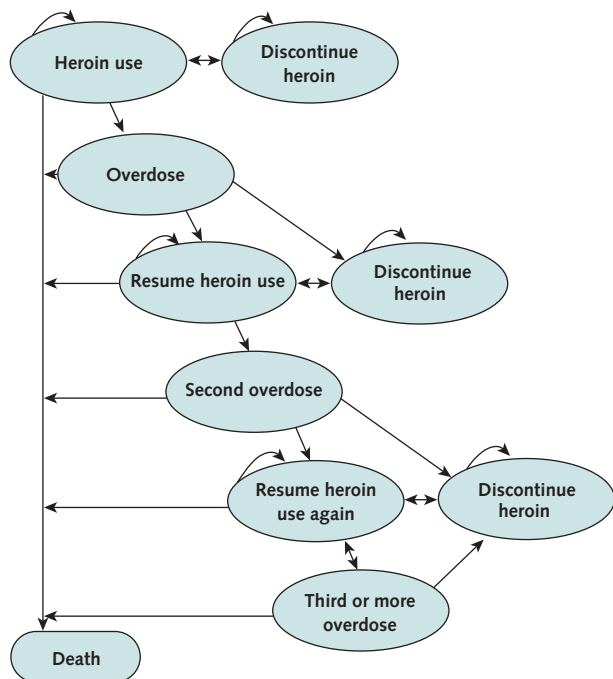 Heroin use
Discontinue
heroin
Overdose
Resume heroin use
Discontinue
heroin
Second overdose
Resume heroin
use again
Discontinue
heroin
Third or more
overdose
Death